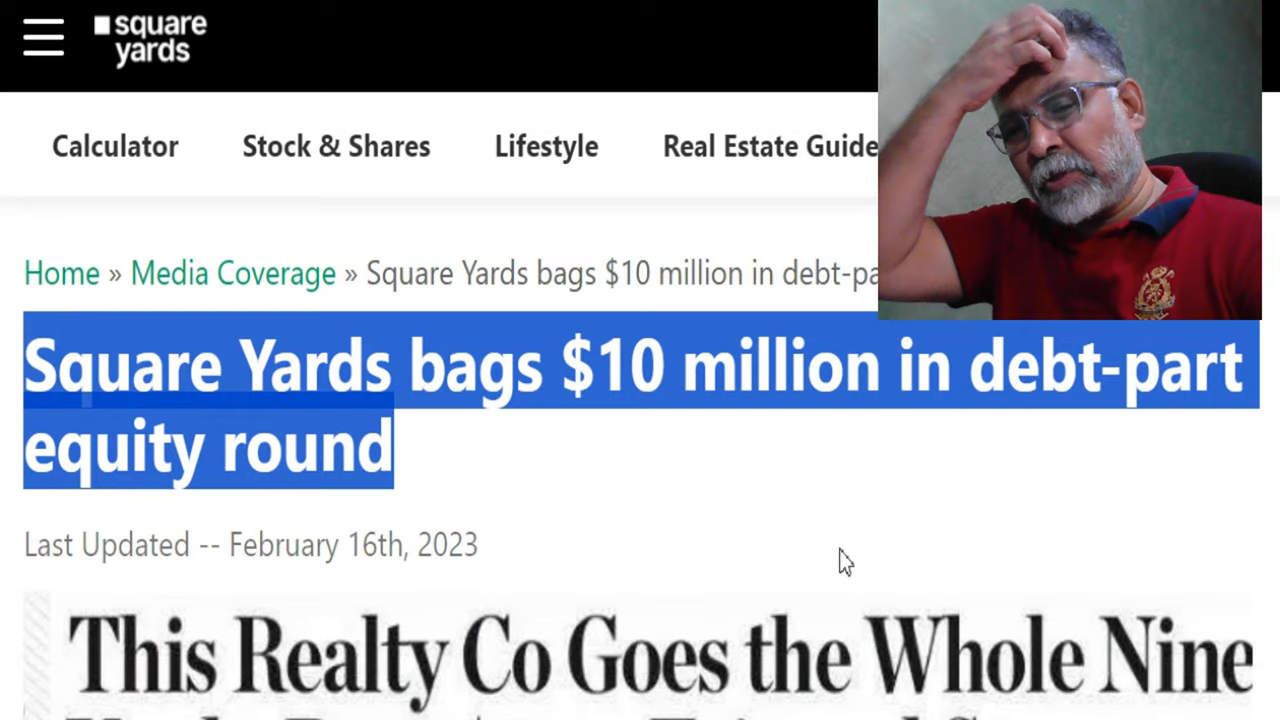 square
yards
Calculator Stock & Shares Lifestyle Real Estate Guide
Home » Media Coverage » Square Yards bags $10 million in debt-pa
Square Yards bags $10 million in debt-part
equity round
Last Updated -- February 16th, 2023
This Realty Co Goes the Whole Nine